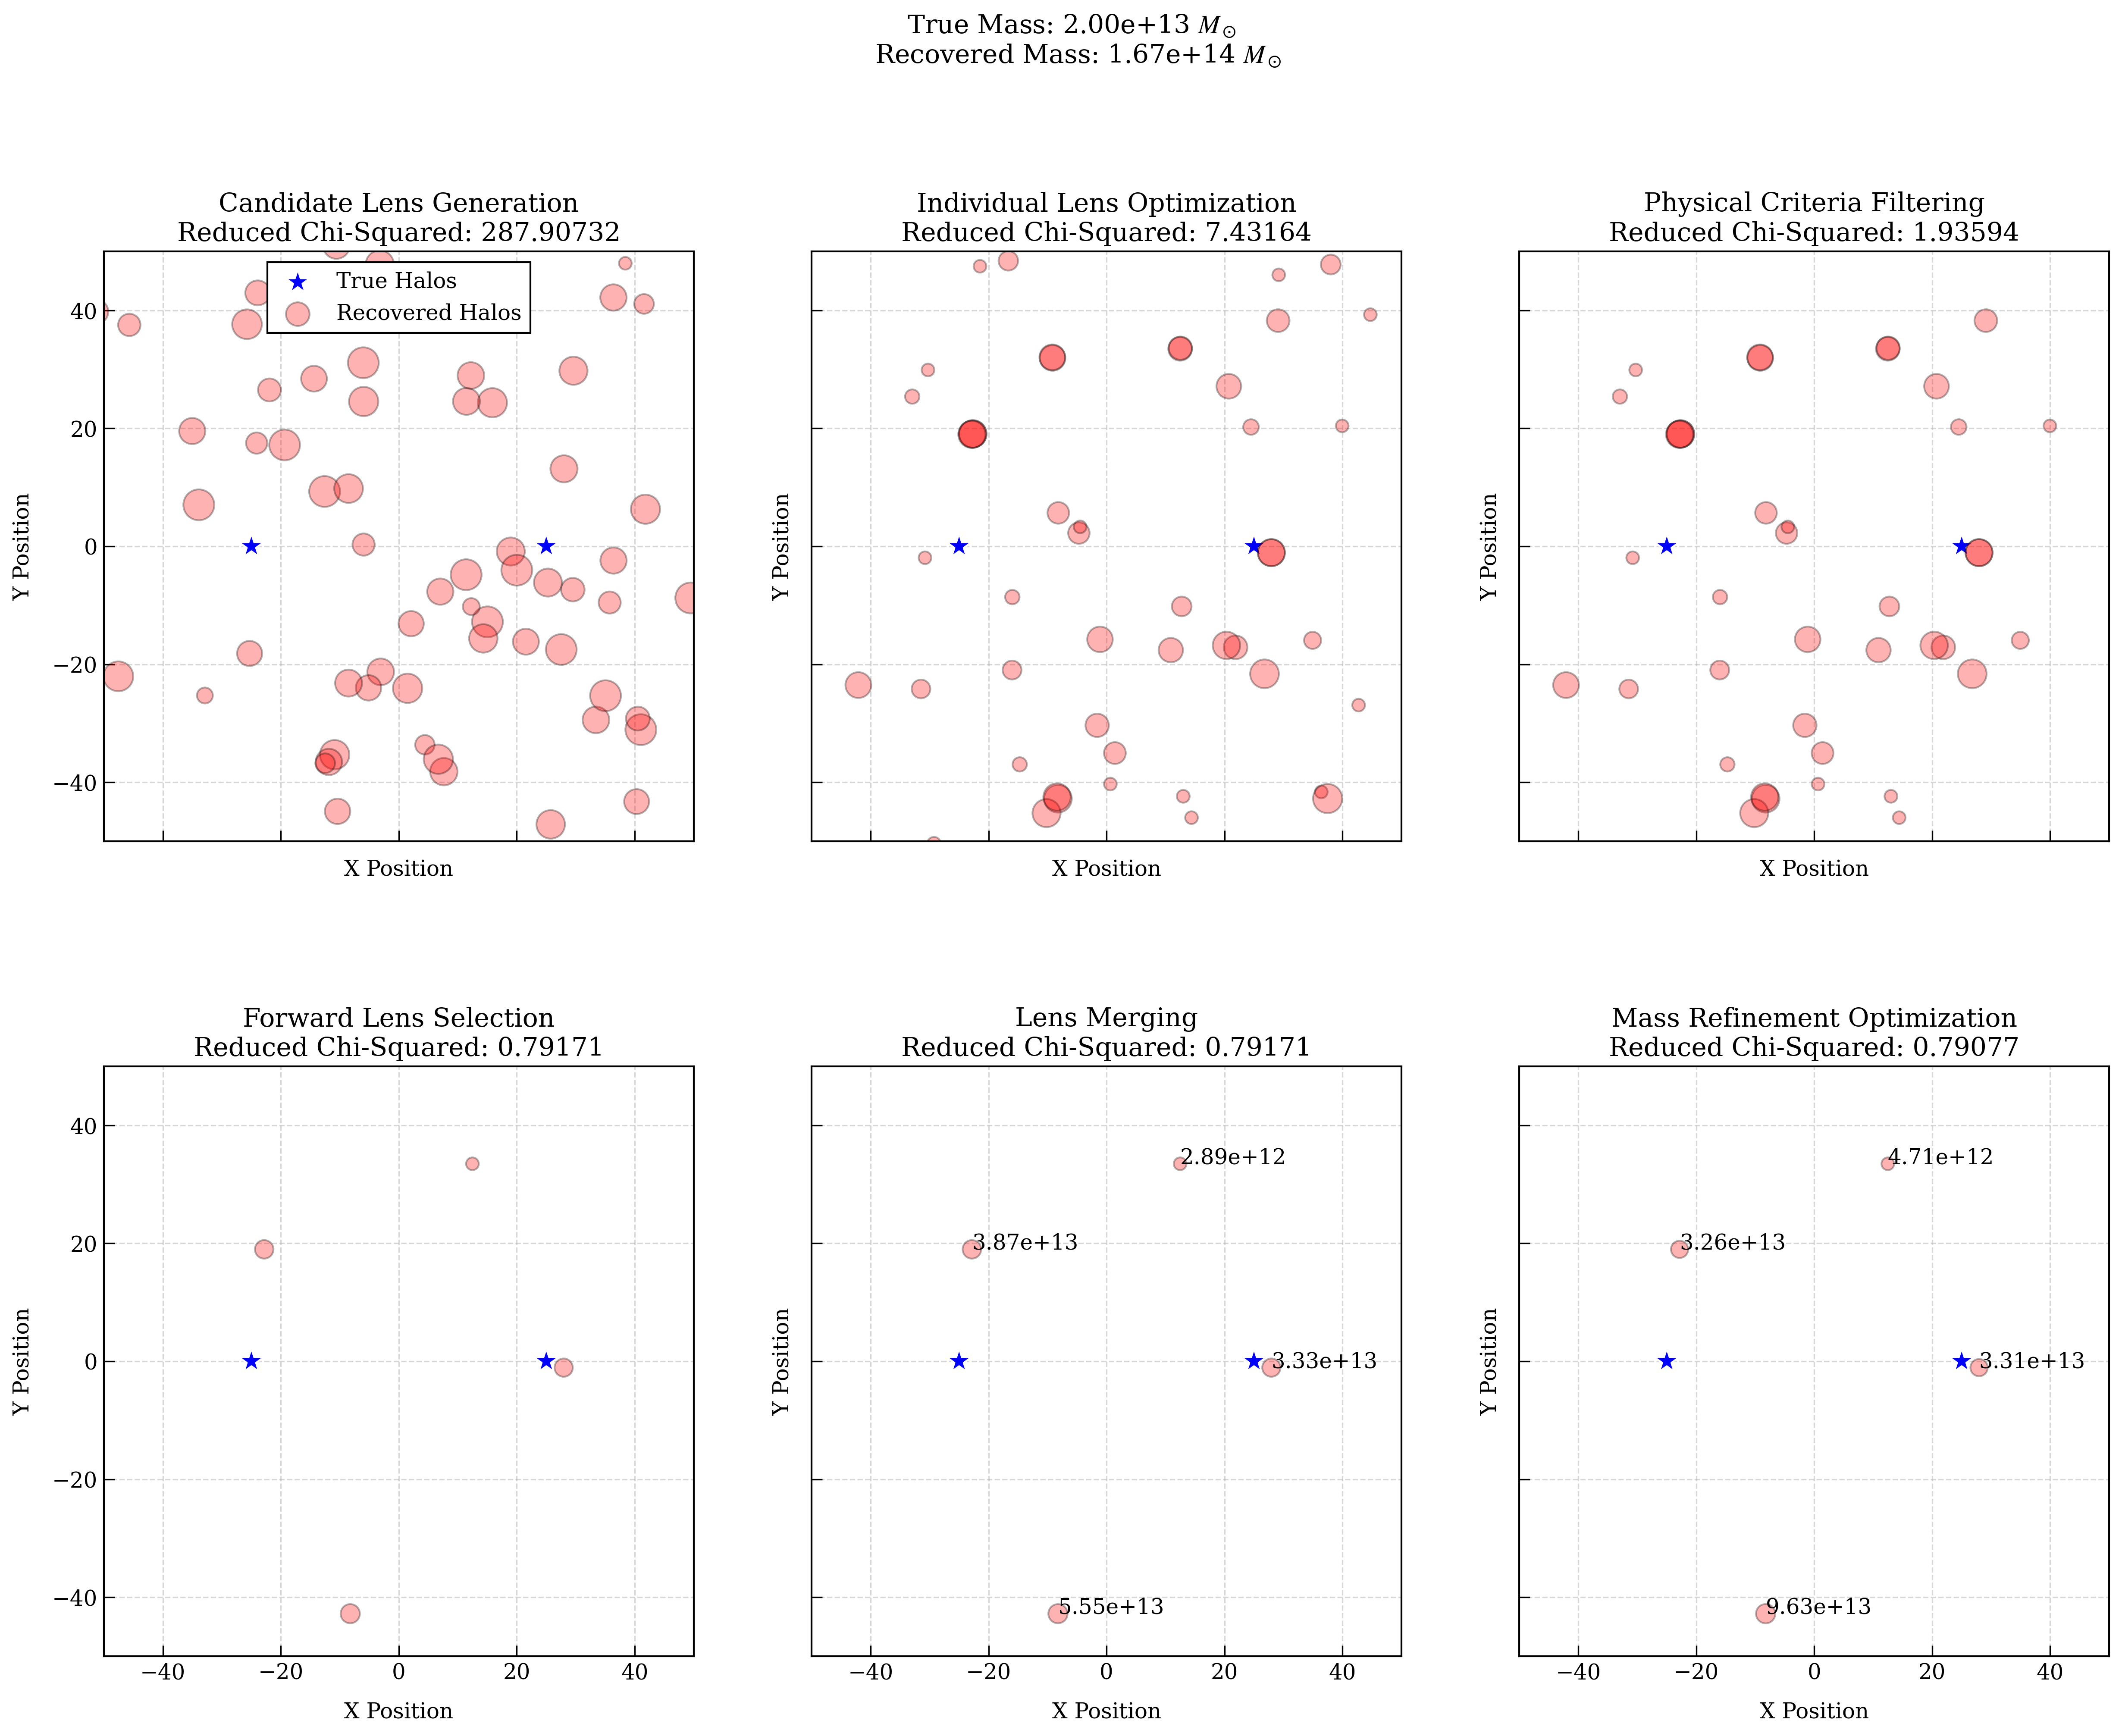 True Mass: 2.00e+13 M⊙
Recovered Mass: 1.67e+14 M⊙
Candidate Lens Generation
Reduced Chi-Squared: 287.90732
True Halos
Recovered Halos
40
20
0
−20
−40
Y Position
X Position
Individual Lens Optimization
Reduced Chi-Squared: 7.43164
Y Position
X Position
Physical Criteria Filtering
Reduced Chi-Squared: 1.93594
Y Position
X Position
Forward Lens Selection
Reduced Chi-Squared: 0.79171
40
20
0
−20
−40
Y Position
−40 −20 0 20 40
X Position
Lens Merging
Reduced Chi-Squared: 0.79171
2.89e+12
3.87e+13
3.33e+13
5.55e+13
Y Position
−40 −20 0 20 40
X Position
Mass Refinement Optimization
Reduced Chi-Squared: 0.79077
4.71e+12
3.26e+13
3.31e+13
9.63e+13
Y Position
−40 −20 0 20 40
X Position